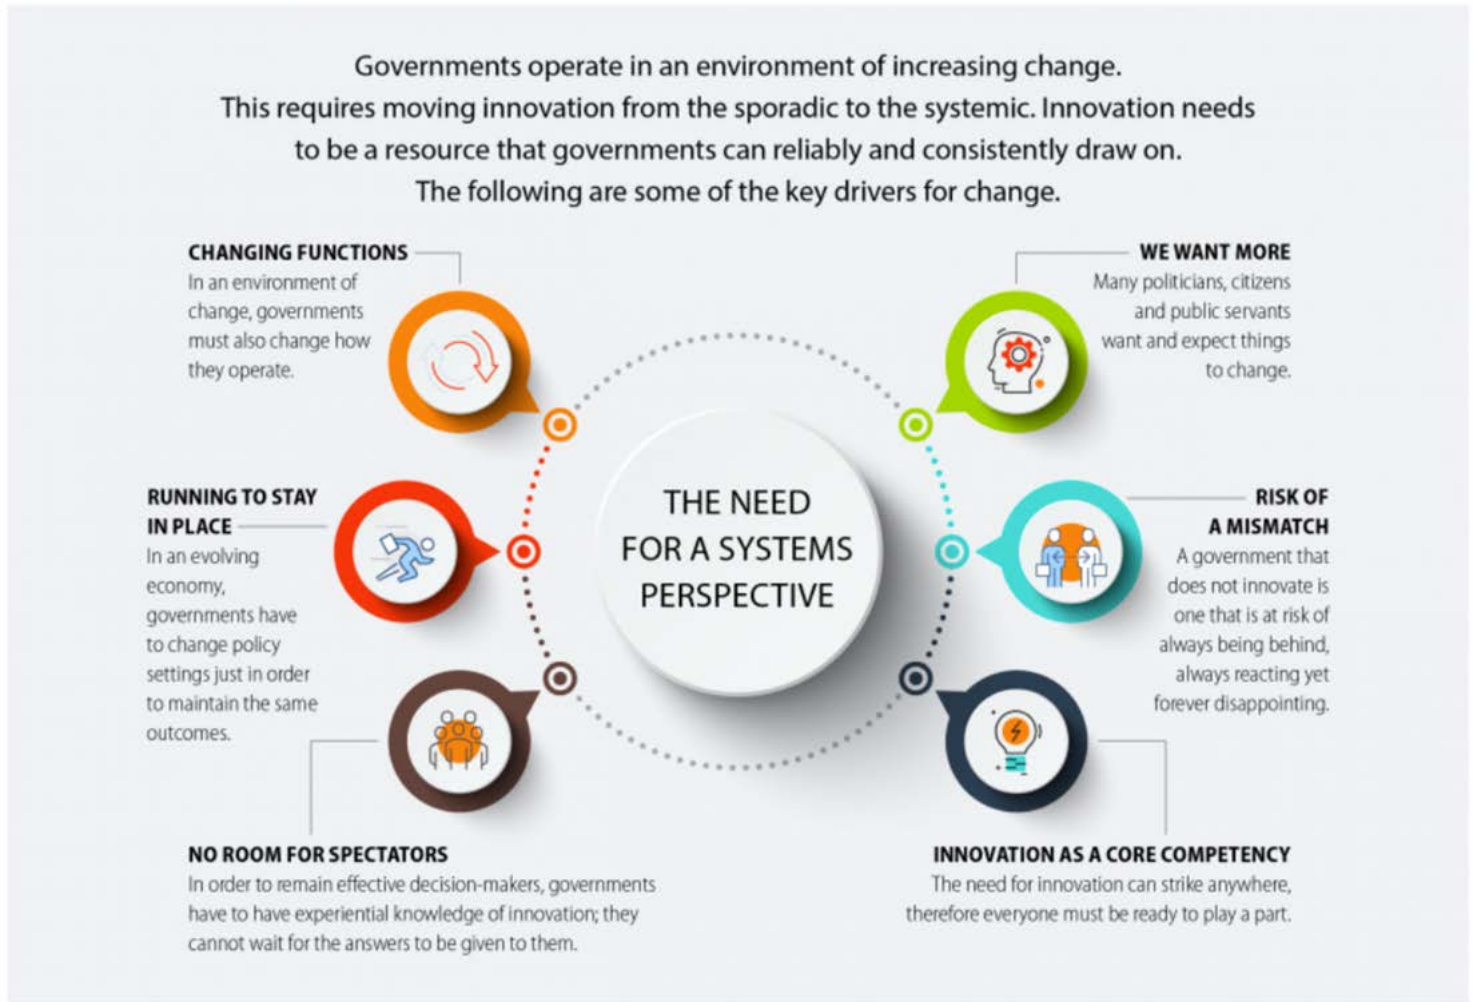 Governments operate in an environment of increasing change.
This requires moving innovation from the sporadic to the systemic. Innovation needs
to be a resource that governments can reliably and consistently draw on.
The following are some of the key drivers for change.
CHANGING FUNCTIONS
In an environment of
change, governments
must also change how
they operate.
WE WANT MORE
Many politicians, citizens
and public servants
want and expect things
to change.
RUNNING TO STAY
IN PLACE
In an evolving
economy,
governments have
to change policy
settings just in order
to maintain the same
outcomes.
THE NEED
FOR A SYSTEMS
PERSPECTIVE
RISK OF
A MISMATCH
A government that
does not innovate is
one that is at risk of
always being behind,
always reacting yet
forever disappointing.
NO ROOM FOR SPECTATORS
In order to remain effective decision-makers, governments
have to have experiential knowledge of innovation; they
cannot wait for the answers to be given to them.
INNOVATION AS A CORE COMPETENCY
The need for innovation can strike anywhere,
therefore everyone must be ready to play a part.